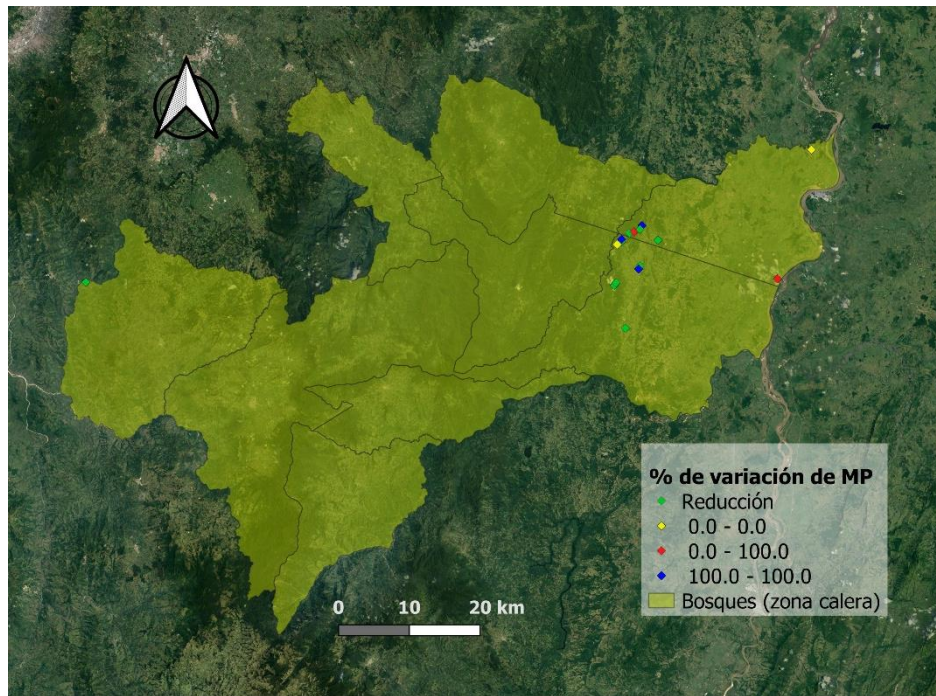 % de variación de MP
Reducción
0.0 - 0.0
0.0 - 100.0
100.0 - 100.0
Bosques (zona calera)
0 10 20 km